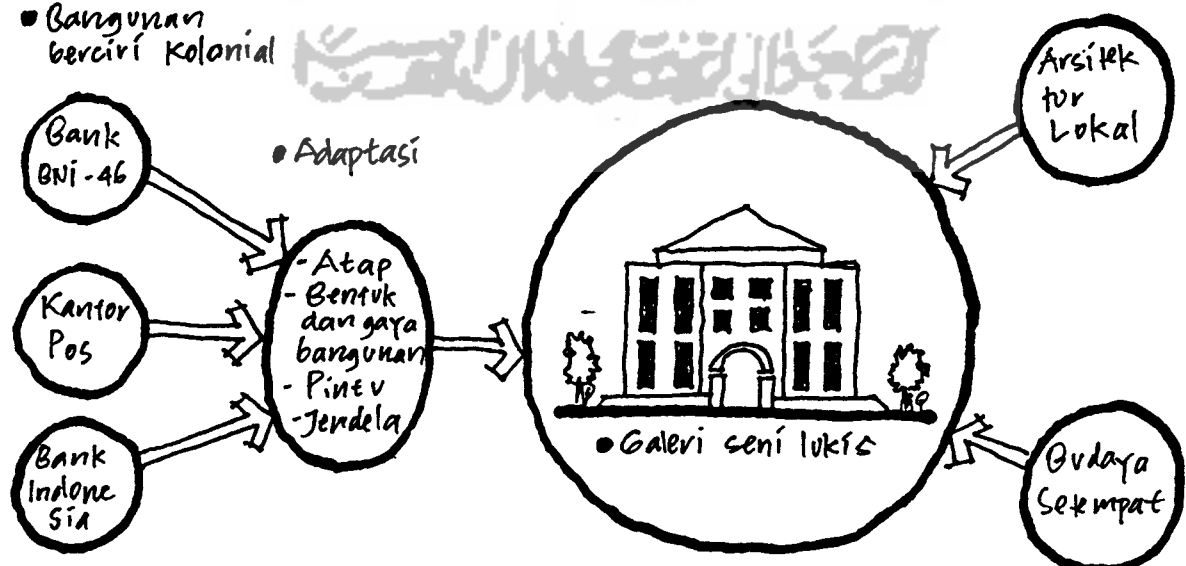 • Bangunan
berciri Kolonial
Bank
BNI-46
Kantor
Pos
Bank
Indone
sia
• Adaptasi
- Atap
- Bentuk
dan gaya
bangunan
- Pintu
- Jendela
• Galeri seni lukis
Arsitek
tur
Lokal
Budaya
Setempat